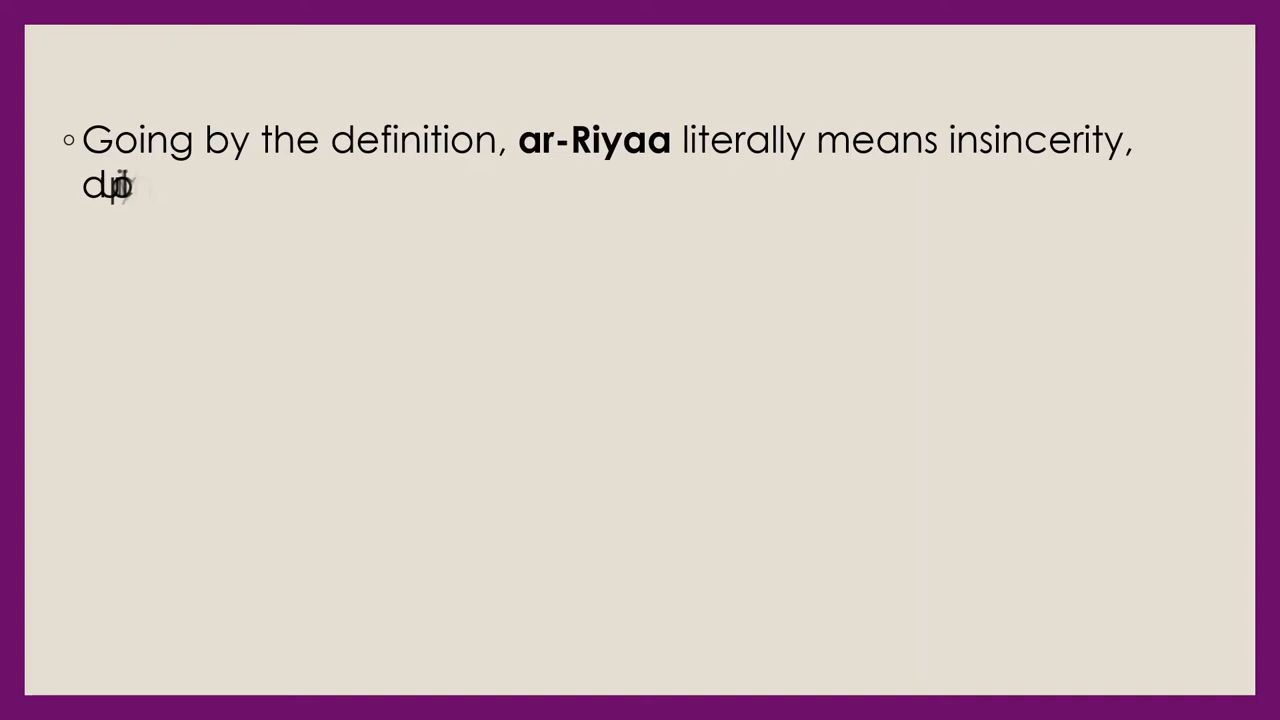 ◦ Going by the definition, ar-Riyaa literally means insincerity,